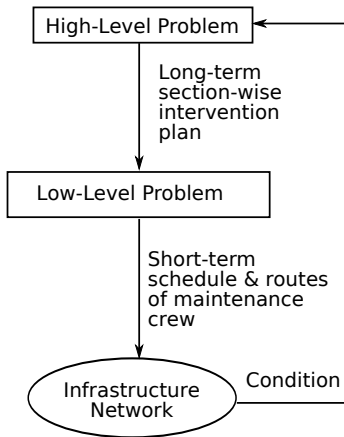 High-Level Problem
Long-term
section-wise
intervention
plan
Low-Level Problem
Short-term
schedule & routes
of maintenance
crew
Infrastructure
Network
Condition